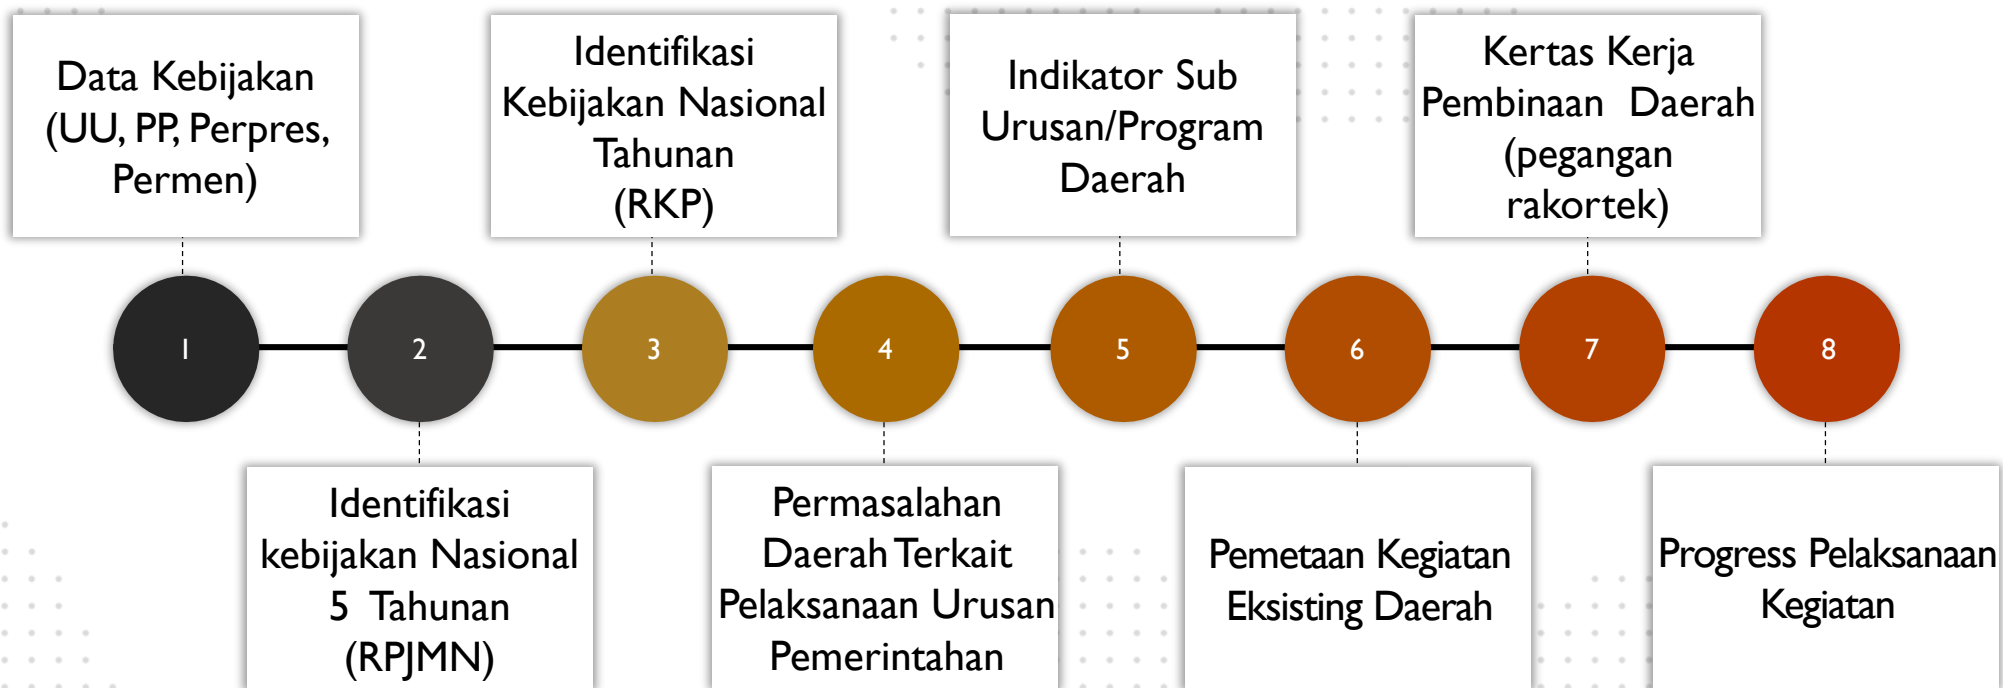 Data Kebijakan
(UU, PP, Perpres,
Permen)
Identifikasi
Kebijakan Nasional
Tahunan
(RKP)
Indikator Sub
Urusan/Program
Daerah
Kertas Kerja
Pembinaan Daerah
(pegangan
rakortek)
1
2
3
4
5
6
7
8
Identifikasi
kebijakan Nasional
5 Tahunan
(RPJMN)
Permasalahan
Daerah Terkait
Pelaksanaan Urusan
Pemerintahan
Pemetaan Kegiatan
Eksisting Daerah
Progress Pelaksanaan
Kegiatan